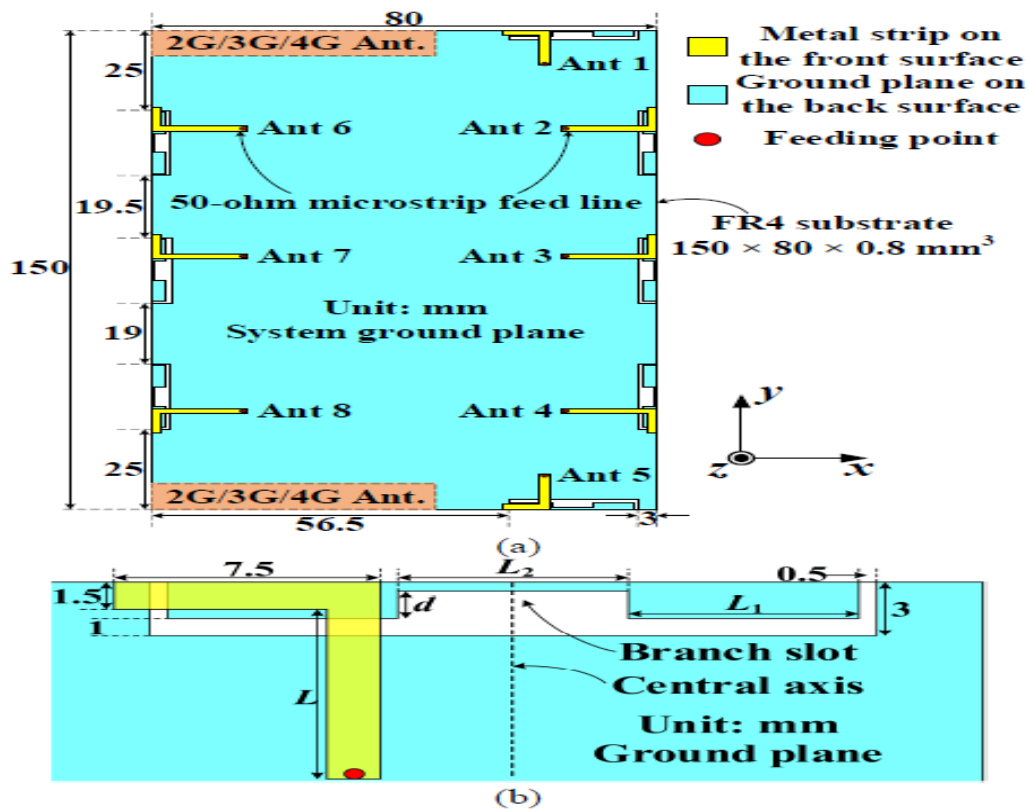 80
2G/3G/4G Ant.
25
Ant 1
Metal strip on
the front surface
Ground plane on
the back surface
Feeding point
Ant 6
Ant 2
50-ohm microstrip feed line
19.5
FR4 substrate
150 × 80 × 0.8 mm³
150
Ant 7
Ant 3
Unit: mm
System ground plane
19
Ant 8
Ant 4
y
z
x
25
Ant 5
2G/3G/4G Ant.
56.5
3
(a)
7.5
L₂
0.5
1.5
d
L₁
3
1
Branch slot
L
Central axis
Unit: mm
Ground plane
(b)